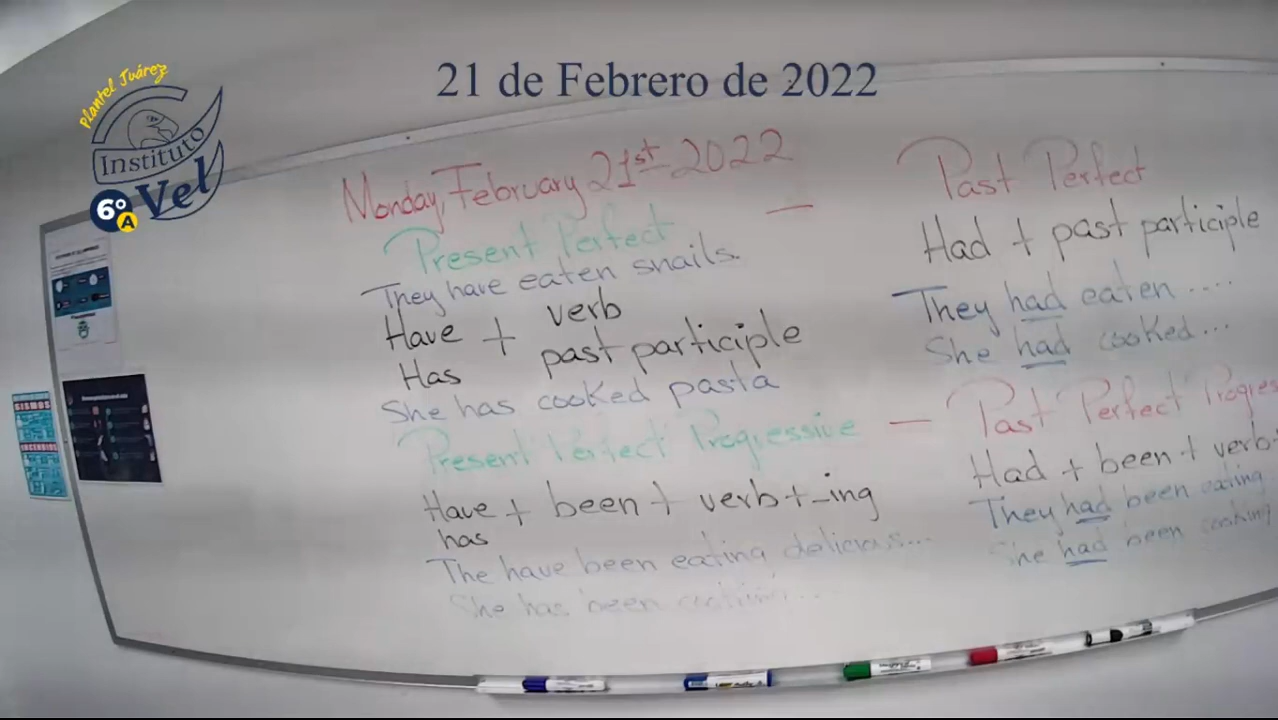 21 de Febrero de 2022
Plantel Juárez
Instituto
Vel
6º
A
Monday, February 21st 2022
Present Perfect
They have eaten snails.
Have + verb
Has past participle
She has cooked pasta
Present Perfect Progressive
Have + been + verb + -ing
has
The have been eating delicious...
She has been
Past Perfect
Had + past participle
They had eaten ....
She had cooked...
Past Perfect Progres
Had + been + verb
They had been eating
She had been cooking
SISMOS
INCENDIOS